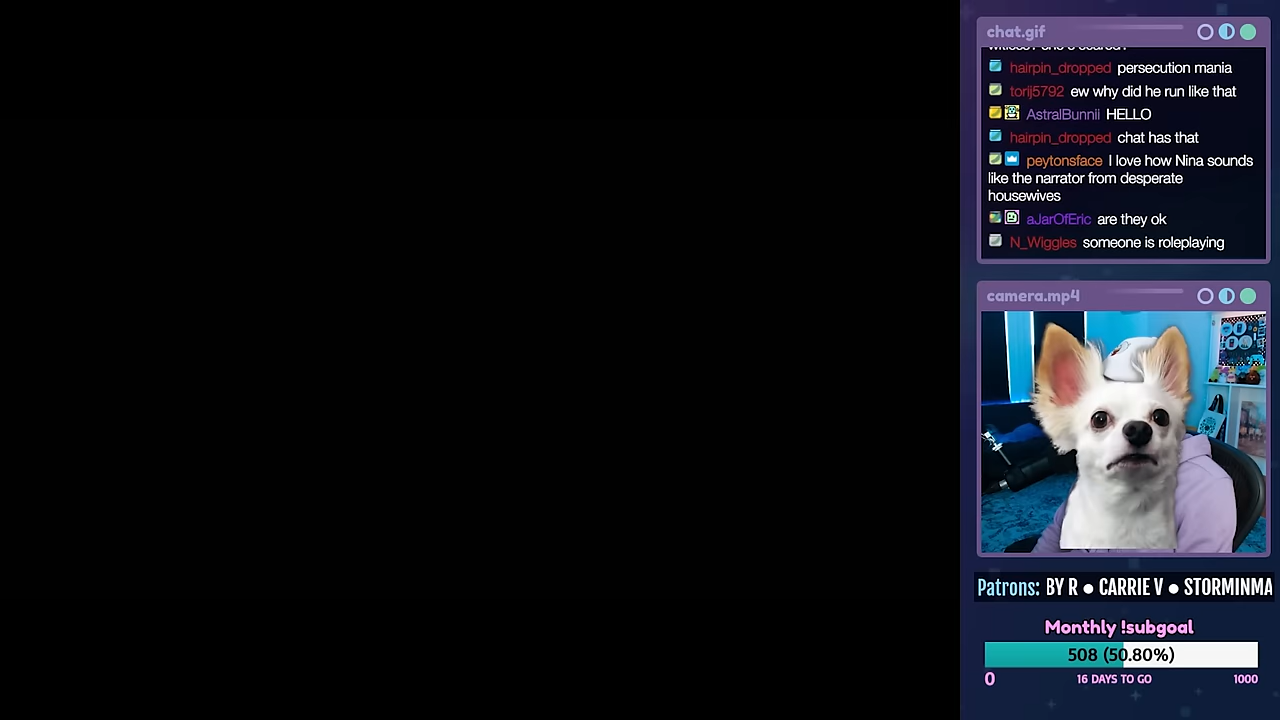 chat.gif
hairpin_dropped persecution mania
torij5792 ew why did he run like that
AstralBunnii HELLO
hairpin_dropped chat has that
peytonsface I love how Nina sounds
like the narrator from desperate
housewives
aJarOfEric are they ok
N_Wiggles someone is roleplaying
camera.mp4
Patrons: BY R ● CARRIE V ● STORMINMA
Monthly !subgoal
508 (50.80%)
0 16 DAYS TO GO 1000